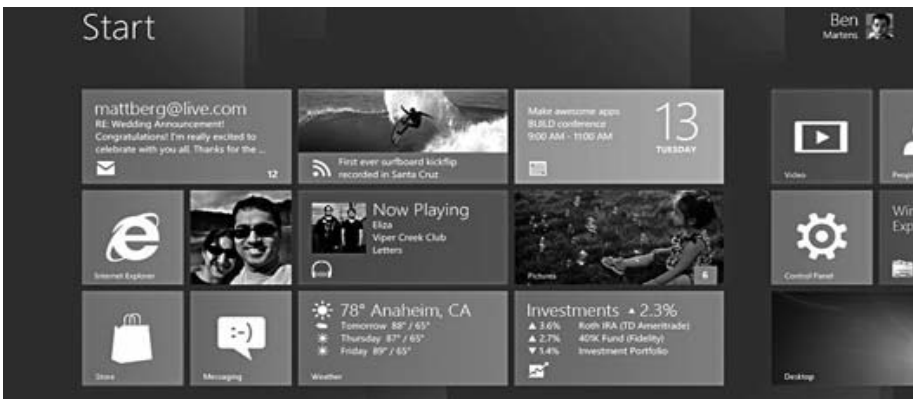 Start
Ben
Martens
mattberg@live.com
RE: Wedding Announcement!
Congratulations! I'm really excited to
celebrate with you all. Thanks for the ...
12
First ever surfboard kickflip
recorded in Santa Cruz
Make awesome apps
BUILD conference
9:00 AM - 11:00 AM
13
TUESDAY
Video
Peopl
Internet Explorer
Now Playing
Eliza
Viper Creek Club
Letters
Pictures
6
Control Panel
Win
Exp
Store
:-)
Messaging
78° Anaheim, CA
Tomorrow 88° / 65°
Thursday 87° / 65°
Friday 89° / 65°
Weather
Investments ▲ 2.3%
▲ 3.6% Roth IRA (TD Ameritrade)
▲ 2.7% 401K Fund (Fidelity)
▼ 1.4% Investment Portfolio
Desktop